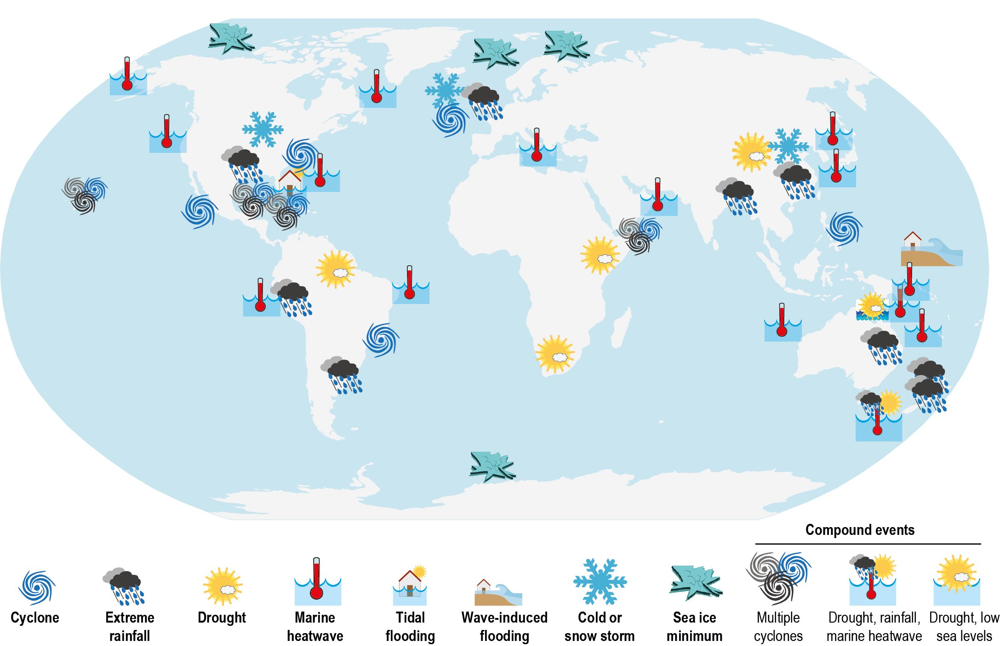 Compound events
Cyclone
Extreme
rainfall
Drought
Marine
heatwave
Tidal
flooding
Wave-induced
flooding
Cold or
snow storm
Sea ice
minimum
Multiple
cyclones
Drought, rainfall,
marine heatwave
Drought, low
sea levels